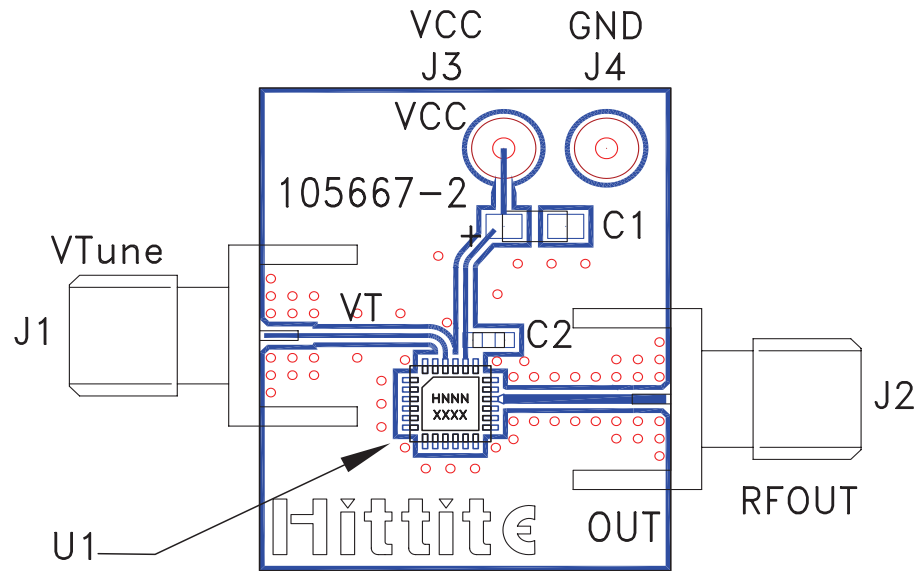 VCC
J3
GND
J4
VCC
105667-2
+
C1
VTune
J1
VT
C2
HNNN
XXXX
J2
RFOUT
OUT
Hittite
U1